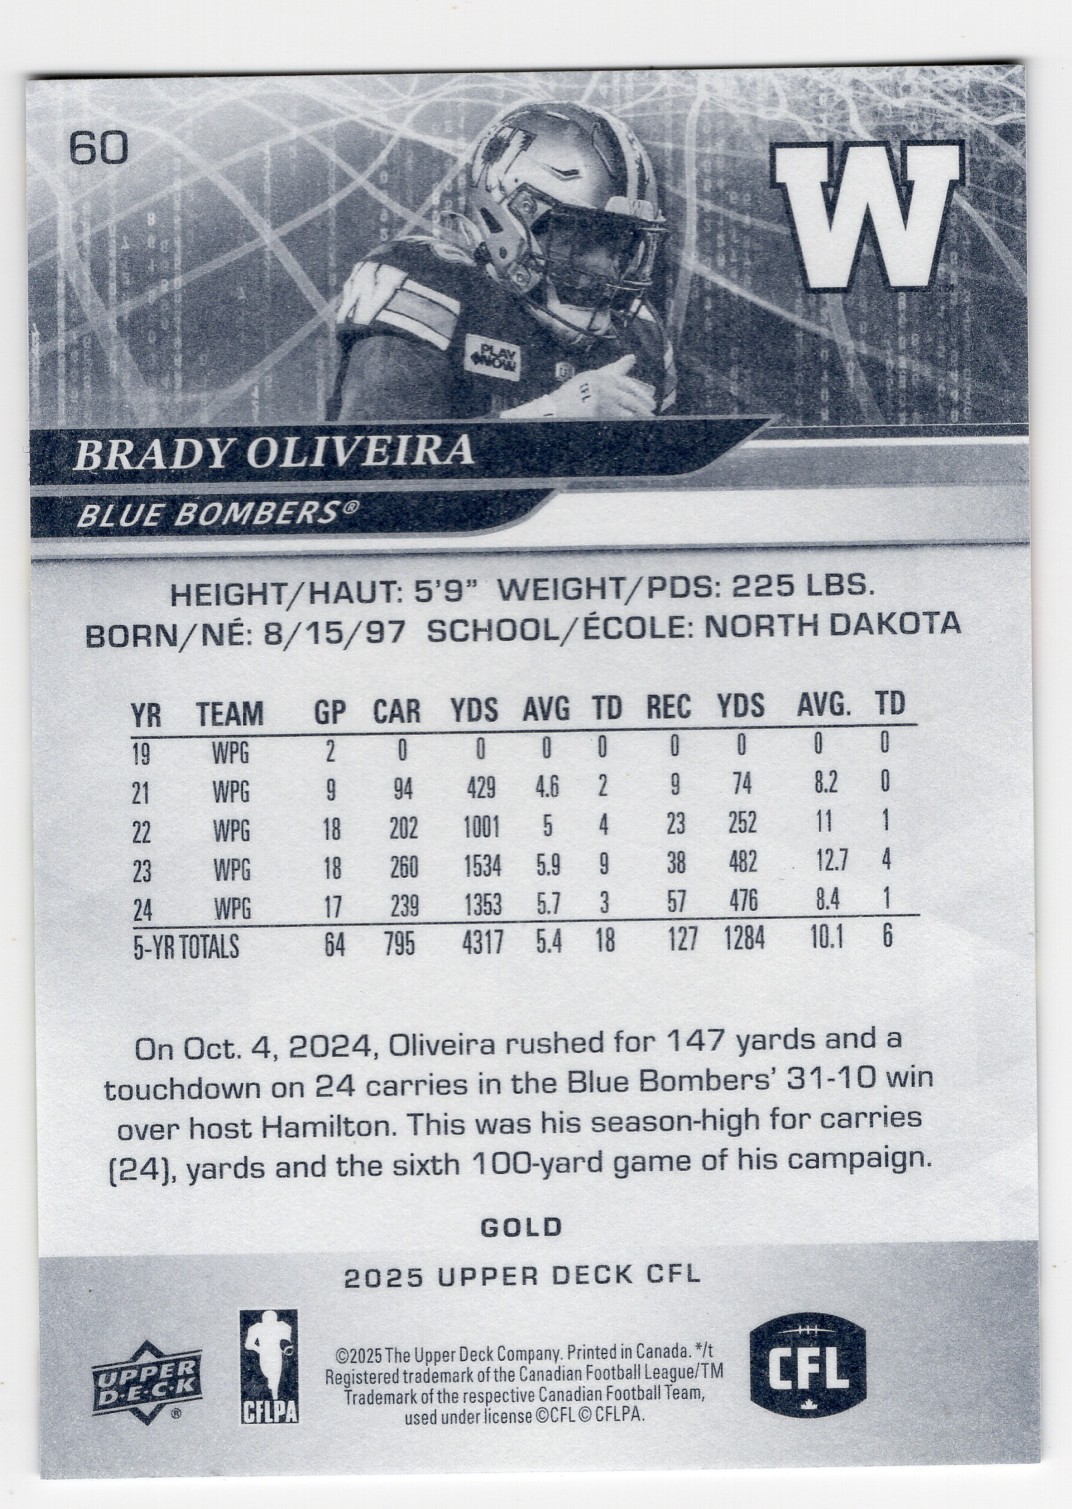 60
W
PLAY
NOW
BRADY OLIVEIRA
BLUE BOMBERS®
HEIGHT/HAUT: 5'9" WEIGHT/PDS: 225 LBS.
BORN/NÉ: 8/15/97 SCHOOL/ÉCOLE: NORTH DAKOTA
YR TEAM GP CAR YDS AVG TD REC YDS AVG. TD
19 WPG 2 0 0 0 0 0 0 0 0
21 WPG 9 94 429 4.6 2 9 74 8.2 0
22 WPG 18 202 1001 5 4 23 252 11 1
23 WPG 18 260 1534 5.9 9 38 482 12.7 4
24 WPG 17 239 1353 5.7 3 57 476 8.4 1
5-YR TOTALS 64 795 4317 5.4 18 127 1284 10.1 6
On Oct. 4, 2024, Oliveira rushed for 147 yards and a
touchdown on 24 carries in the Blue Bombers' 31-10 win
over host Hamilton. This was his season-high for carries
(24), yards and the sixth 100-yard game of his campaign.
GOLD
2025 UPPER DECK CFL
UPPER
D·E·C·K
®
CFLPA
©2025 The Upper Deck Company. Printed in Canada. */t
Registered trademark of the Canadian Football League/TM
Trademark of the respective Canadian Football Team,
used under license ©CFL © CFLPA.
CFL